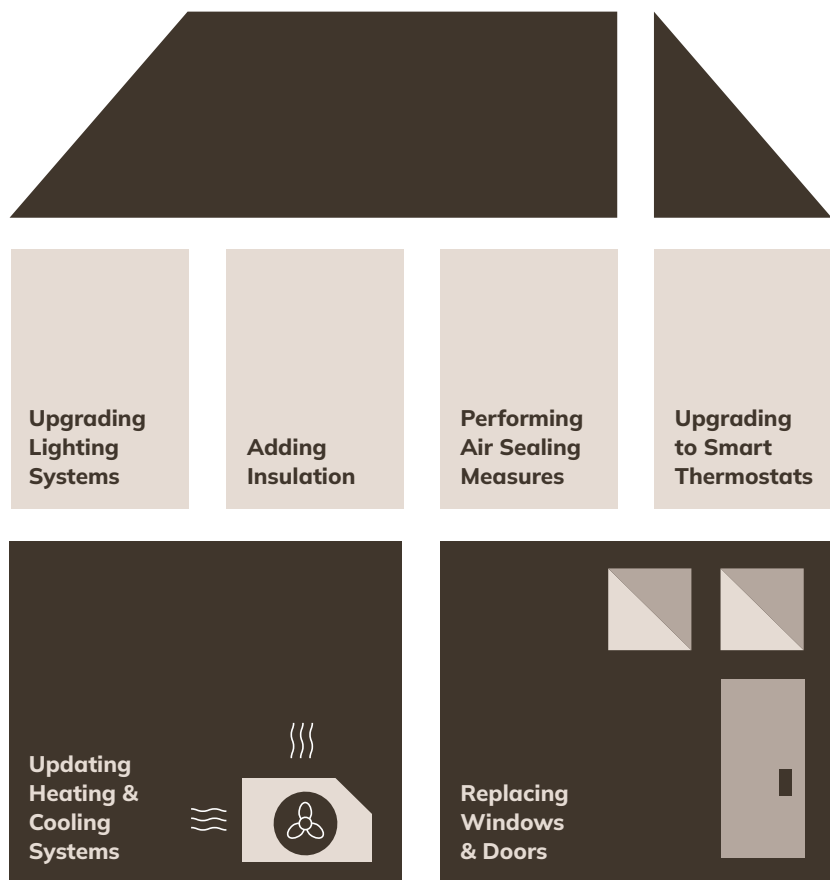 Upgrading
Lighting
Systems
Adding
Insulation
Performing
Air Sealing
Measures
Upgrading
to Smart
Thermostats
Updating
Heating &
Cooling
Systems
Replacing
Windows
& Doors